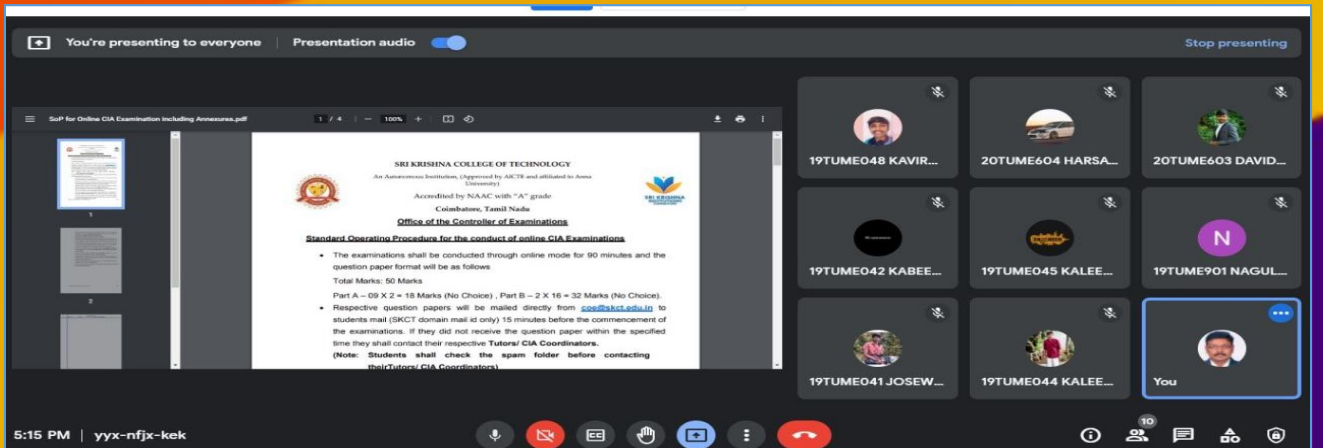 You're presenting to everyone
Presentation audio
Stop presenting
SoP for Online CIA Examination including Annexures.pdf
1 / 4
100%
SRI KRISHNA COLLEGE OF TECHNOLOGY
An Autonomous Institution, (Approved by AICTE and affiliated to Anna
University)
Accredited by NAAC with "A" grade
Coimbatore, Tamil Nadu
Office of the Controller of Examinations
SRI KRISHNA
INSTITUTIONS
Standard Operating Procedure for the conduct of online CIA Examinations
• The examinations shall be conducted through online mode for 90 minutes and the
question paper format will be as follows
Total Marks: 50 Marks
Part A – 09 X 2 = 18 Marks (No Choice) , Part B – 2 X 16 = 32 Marks (No Choice).
• Respective question papers will be mailed directly from coe@skct.edu.in to
students mail (SKCT domain mail id only) 15 minutes before the commencement of
the examinations. If they did not receive the question paper within the specified
time they shall contact their respective Tutors/ CIA Coordinators.
(Note: Students shall check the spam folder before contacting
theirTutors/ CIA Coordinators)
1
2
19TUME048 KAVIR...
20TUME604 HARSA...
20TUME603 DAVID...
19TUME042 KABEE...
19TUME045 KALEE...
N
19TUME901 NAGUL...
19TUME041 JOSEW...
19TUME044 KALEE...
You
5:15 PM | yyx-nfjx-kek
CC
10